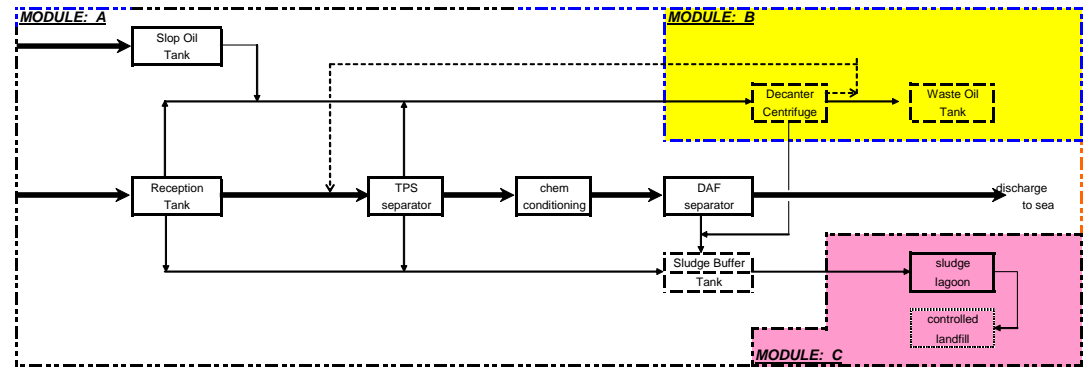 MODULE: A
MODULE: B
Slop Oil
Tank
Decanter
Centrifuge
Waste Oil
Tank
Reception
Tank
TPS
separator
chem
conditioning
DAF
separator
discharge
to sea
Sludge Buffer
Tank
sludge
lagoon
controlled
landfill
MODULE: C